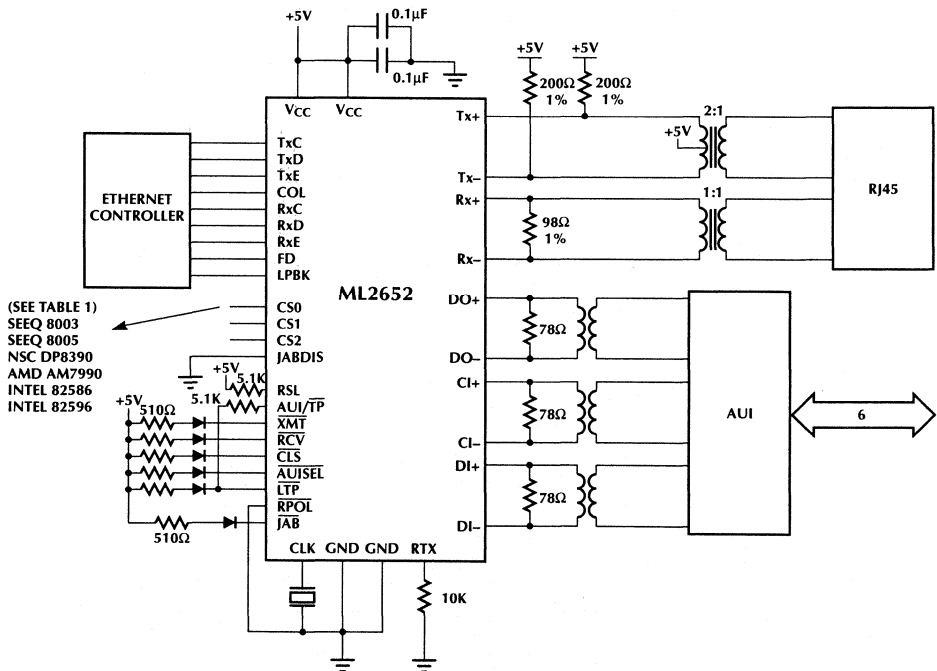 +5V
0.1µF
0.1µF
VCC
VCC
+5V
+5V
200Ω
1%
200Ω
1%
2:1
+5V
1:1
98Ω
1%
RJ45
ETHERNET
CONTROLLER
TxC
TxD
TxE
COL
RxC
RxD
RxE
FD
LPBK
CS0
CS1
CS2
JABDIS
RSL
AUI/TP
XMT
RCV
CLS
AUISEL
LTP
RPOL
JAB
ML2652
Tx+
Tx–
Rx+
Rx–
DO+
DO–
CI+
CI–
DI+
DI–
78Ω
78Ω
78Ω
AUI
6
(SEE TABLE 1)
SEEQ 8003
SEEQ 8005
NSC DP8390
AMD AM7990
INTEL 82586
INTEL 82596
+5V
5.1K
5.1K
+5V
510Ω
510Ω
CLK GND GND RTX
10K